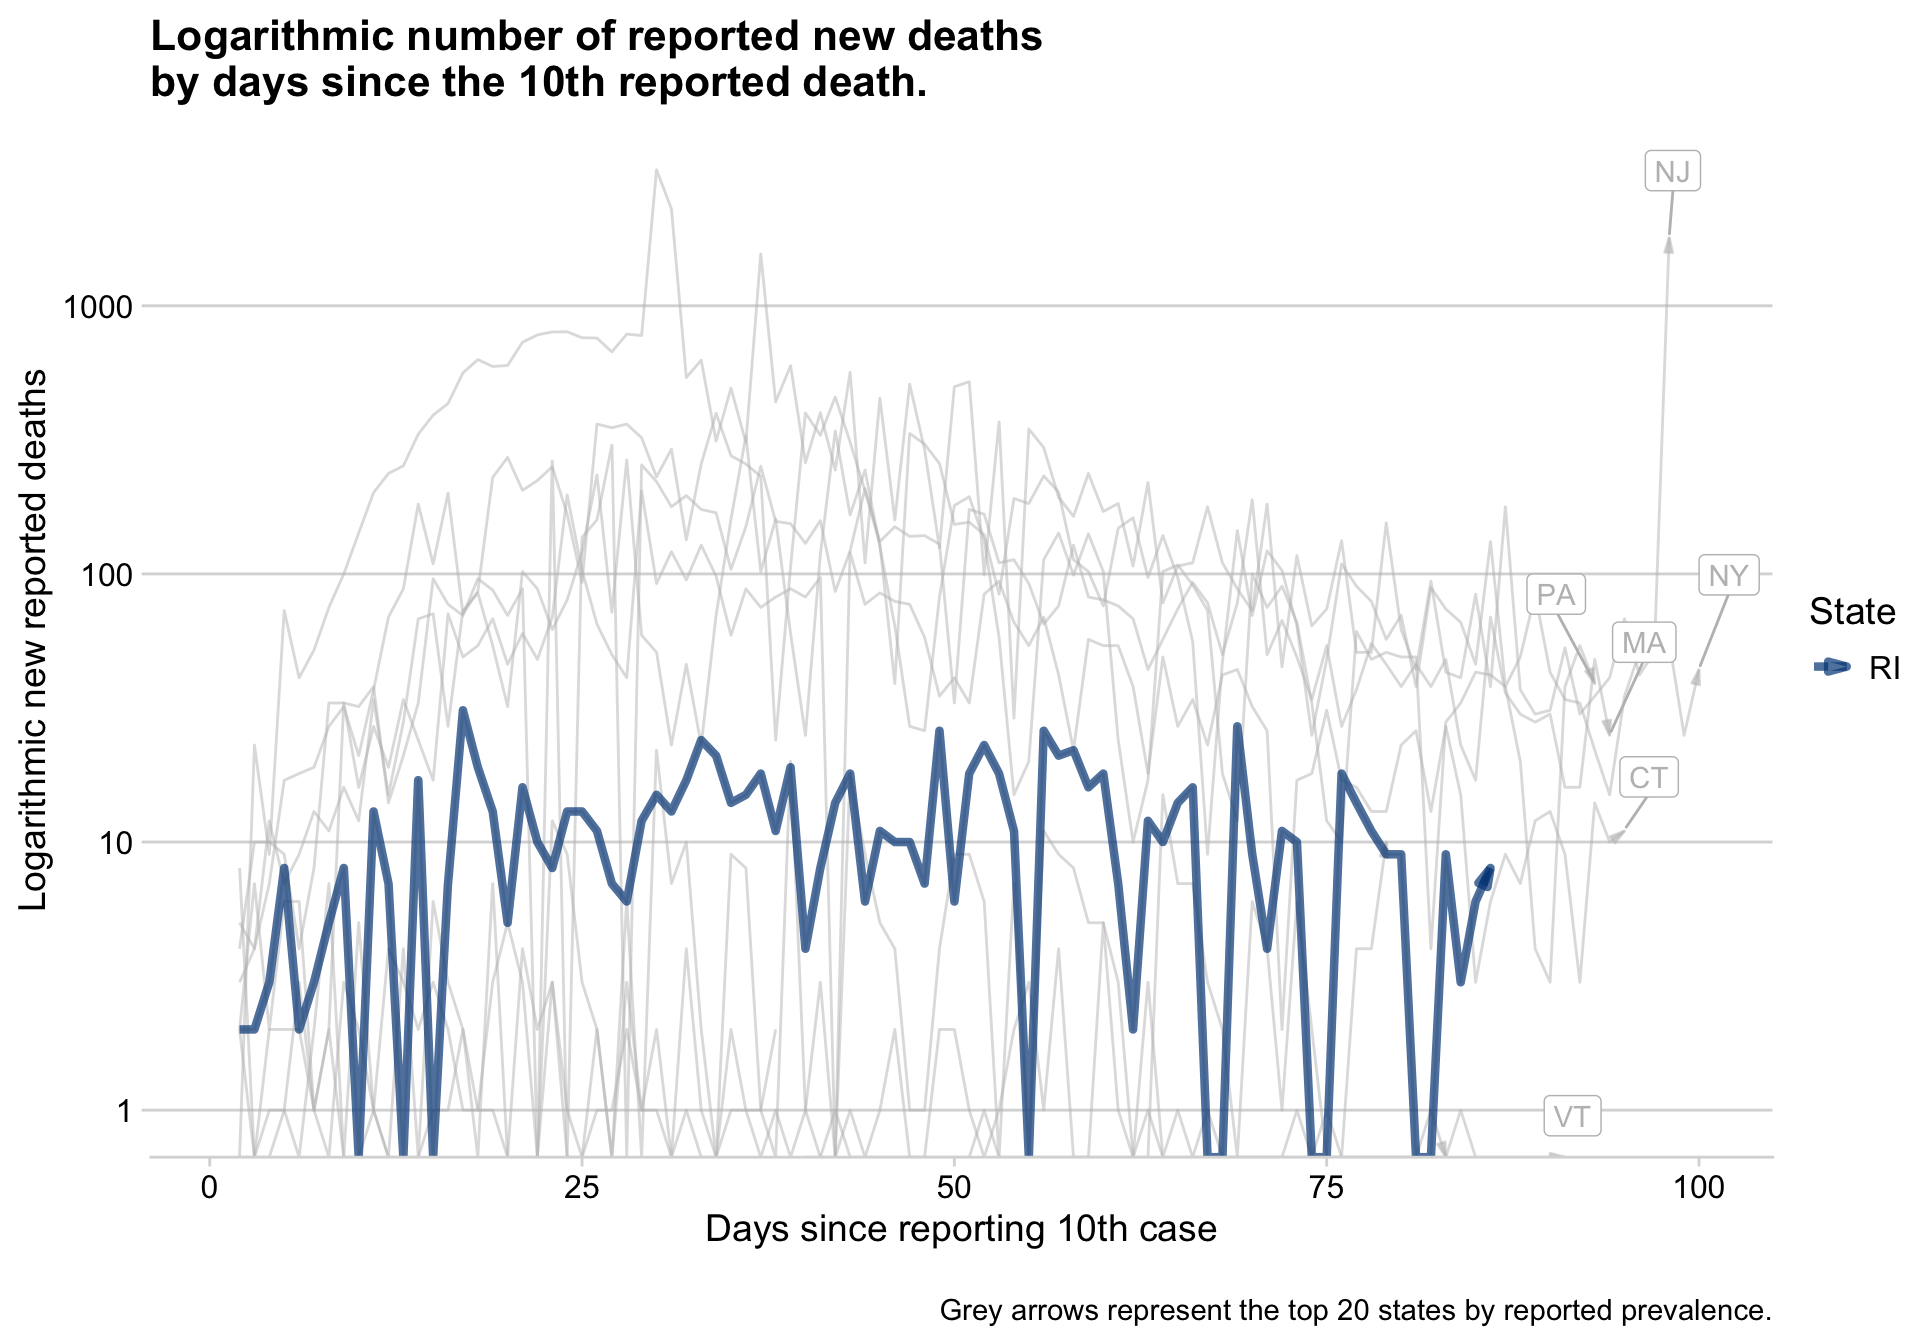 Logarithmic number of reported new deaths
by days since the 10th reported death.
NJ
1000
NY
100
PA
MA
State
RI
CT
10
1
VT
Logarithmic new reported deaths
0 25 50 75 100
Days since reporting 10th case
Grey arrows represent the top 20 states by reported prevalence.